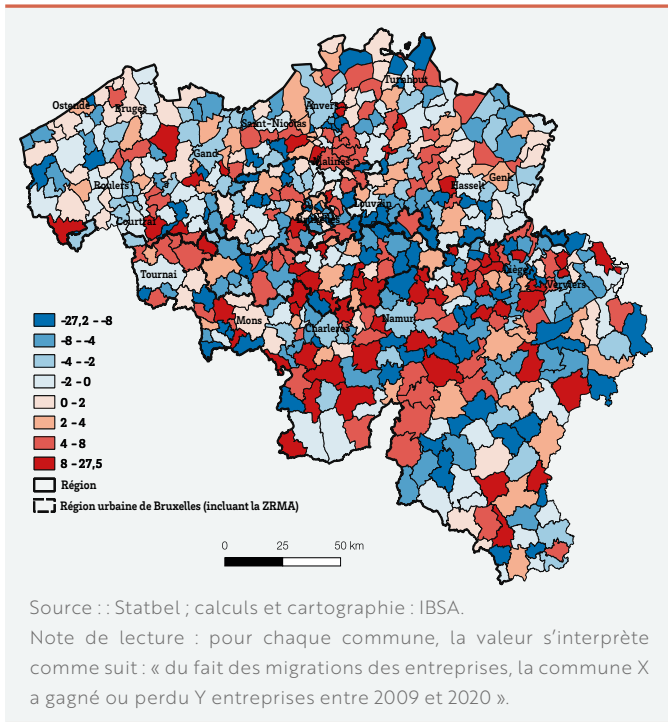 Turnhout
Ostende
Bruges
Anvers
Saint-Nicolas
Gand
Malines
Roulers
Hasselt
Genk
Louvain
Courtrai
Bruxelles
Tournai
Liège
Verviers
Mons
Namur
Charleroi
-27,2 - -8
-8 - -4
-4 - -2
-2 - 0
0 - 2
2 - 4
4 - 8
8 - 27,5
Région
Région urbaine de Bruxelles (incluant la ZRMA)
0 25 50 km
Source : : Statbel ; calculs et cartographie : IBSA.
Note de lecture : pour chaque commune, la valeur s’interprète
comme suit : « du fait des migrations des entreprises, la commune X
a gagné ou perdu Y entreprises entre 2009 et 2020 ».